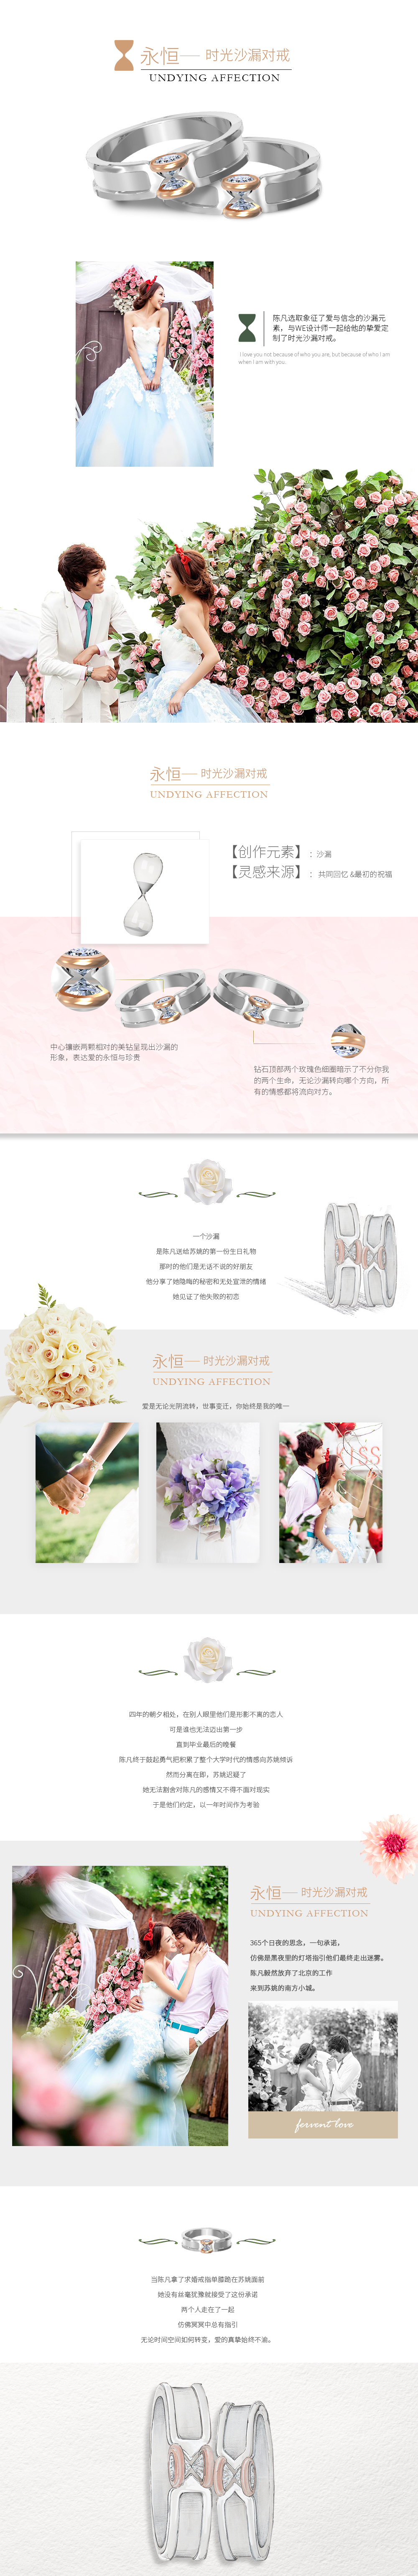 永恒——时光沙漏对戒
UNDYING AFFECTION
陈凡选取象征了爱与信念的沙漏元
素，与WE设计师一起给他的挚爱定
制了时光沙漏对戒。
I love you not because of who you are, but because of who I am
when I am with you.
永恒——时光沙漏对戒
UNDYING AFFECTION
【创作元素】：沙漏
【灵感来源】：共同回忆&最初的祝福
中心镶嵌两颗相对的美钻呈现出沙漏的
形象，表达爱的永恒与珍贵
钻石顶部两个玫瑰色细圈暗示了不分你我
的两个生命，无论沙漏转向哪个方向，所
有的情感都将流向对方。
一个沙漏
是陈凡送给苏姚的第一份生日礼物
那时的他们是无话不说的好朋友
他分享了她隐晦的秘密和无处宣泄的情绪
她见证了他失败的初恋
永恒——时光沙漏对戒
UNDYING AFFECTION
爱是无论光阴流转，世事变迁，你始终是我的唯一
ISS
四年的朝夕相处，在别人眼里他们是形影不离的恋人
可是谁也无法迈出第一步
直到毕业最后的晚餐
陈凡终于鼓起勇气把积累了整个大学时代的情感向苏姚倾诉
然而分离在即，苏姚迟疑了
她无法割舍对陈凡的感情又不得不面对现实
于是他们约定，以一年时间作为考验
永恒——时光沙漏对戒
UNDYING AFFECTION
365个日夜的思念，一句承诺，
仿佛是黑夜里的灯塔指引他们最终走出迷雾。
陈凡毅然放弃了北京的工作
来到苏姚的南方小城。
fervent love
当陈凡拿了求婚戒指单膝跪在苏姚面前
她没有丝毫犹豫就接受了这份承诺
两个人走在了一起
仿佛冥冥中总有指引
无论时间空间如何转变，爱的真挚始终不渝。